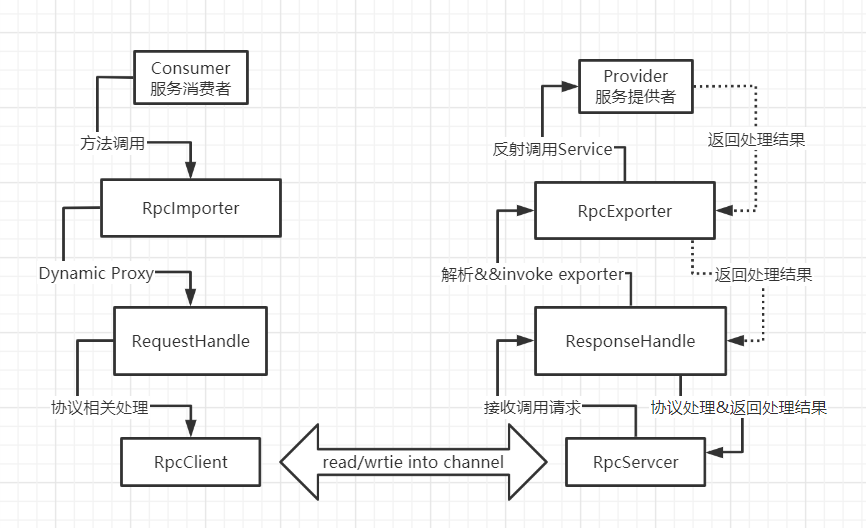 Consumer
服务消费者
方法调用
RpcImporter
Dynamic Proxy
RequestHandle
协议相关处理
RpcClient
read/wrtie into channel
Provider
服务提供者
反射调用Service
返回处理结果
RpcExporter
解析&&invoke exporter
返回处理结果
ResponseHandle
接收调用请求
协议处理&返回处理结果
RpcServcer